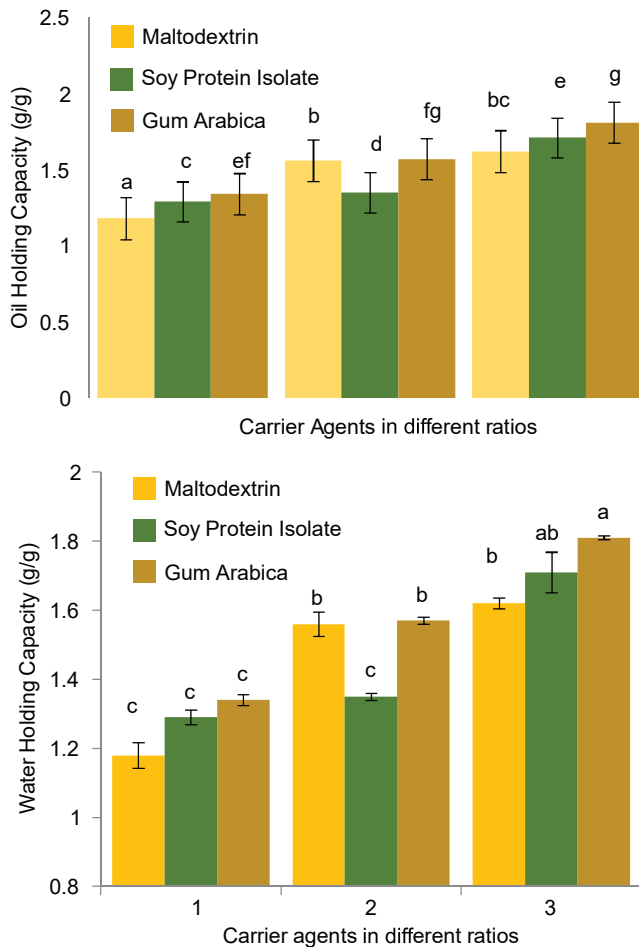 2.5
Maltodextrin
Soy Protein Isolate
Gum Arabica
2
1.5
1
0.5
0
Oil Holding Capacity (g/g)
a
c
ef
b
d
fg
bc
e
g
Carrier Agents in different ratios
2
Maltodextrin
Soy Protein Isolate
Gum Arabica
1.8
1.6
1.4
1.2
1
0.8
Water Holding Capacity (g/g)
c
c
c
b
c
b
b
ab
a
1
2
3
Carrier agents in different ratios